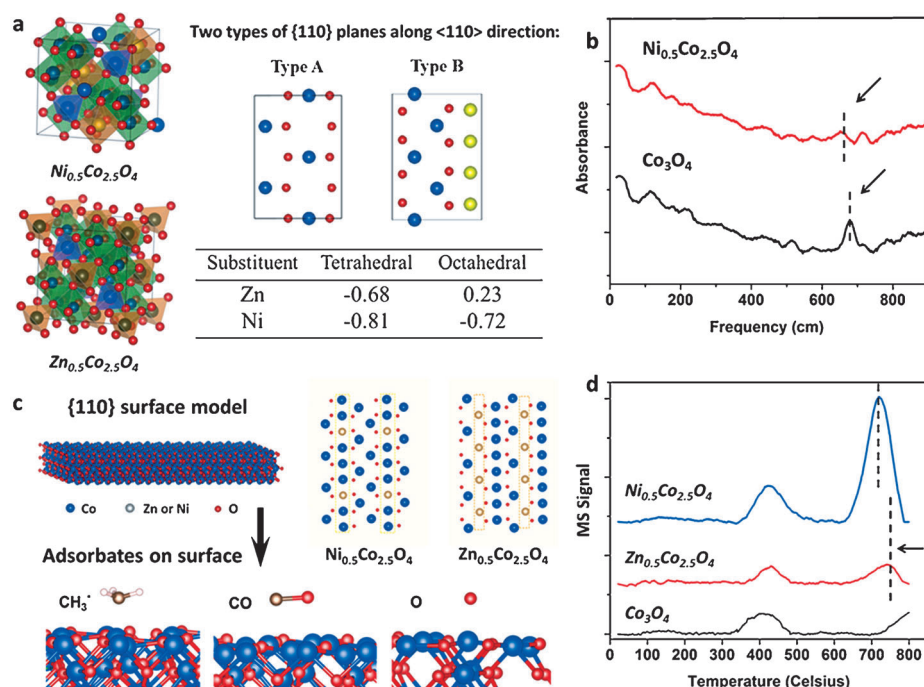 a
Two types of {110} planes along <110> direction:
Type A Type B
Ni0.5Co2.5O4
Zn0.5Co2.5O4
Substituent Tetrahedral Octahedral
Zn -0.68 0.23
Ni -0.81 -0.72
b
Ni0.5Co2.5O4
Co3O4
Absorbance
0 200 400 600 800
Frequency (cm)
c
{110} surface model
Co Zn or Ni O
Adsorbates on surface
Ni0.5Co2.5O4 Zn0.5Co2.5O4
CH3* CO O
d
Ni0.5Co2.5O4
Zn0.5Co2.5O4
Co3O4
MS Signal
0 100 200 300 400 500 600 700 800
Temperature (Celsius)